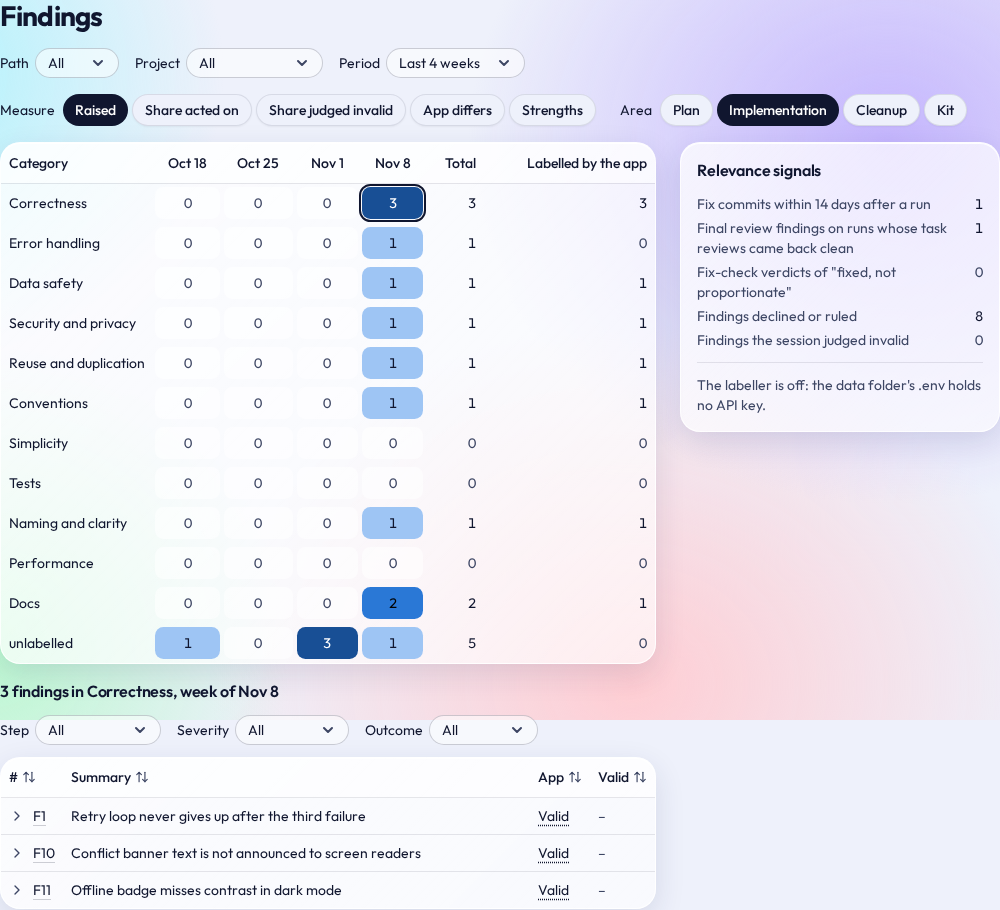 Findings
Path All Project All Period Last 4 weeks
Measure Raised Share acted on Share judged invalid App differs Strengths Area Plan Implementation Cleanup Kit
Category Oct 18 Oct 25 Nov 1 Nov 8 Total Labelled by the app
Correctness 0 0 0 3 3 3
Error handling 0 0 0 1 1 0
Data safety 0 0 0 1 1 1
Security and privacy 0 0 0 1 1 1
Reuse and duplication 0 0 0 1 1 1
Conventions 0 0 0 1 1 1
Simplicity 0 0 0 0 0 0
Tests 0 0 0 0 0 0
Naming and clarity 0 0 0 1 1 1
Performance 0 0 0 0 0 0
Docs 0 0 0 2 2 1
unlabelled 1 0 3 1 5 0
Relevance signals
Fix commits within 14 days after a run 1
Final review findings on runs whose task 1
reviews came back clean
Fix-check verdicts of "fixed, not 0
proportionate"
Findings declined or ruled 8
Findings the session judged invalid 0
The labeller is off: the data folder's .env holds
no API key.
3 findings in Correctness, week of Nov 8
Step All Severity All Outcome All
# Summary App Valid
F1 Retry loop never gives up after the third failure Valid –
F10 Conflict banner text is not announced to screen readers Valid –
F11 Offline badge misses contrast in dark mode Valid –